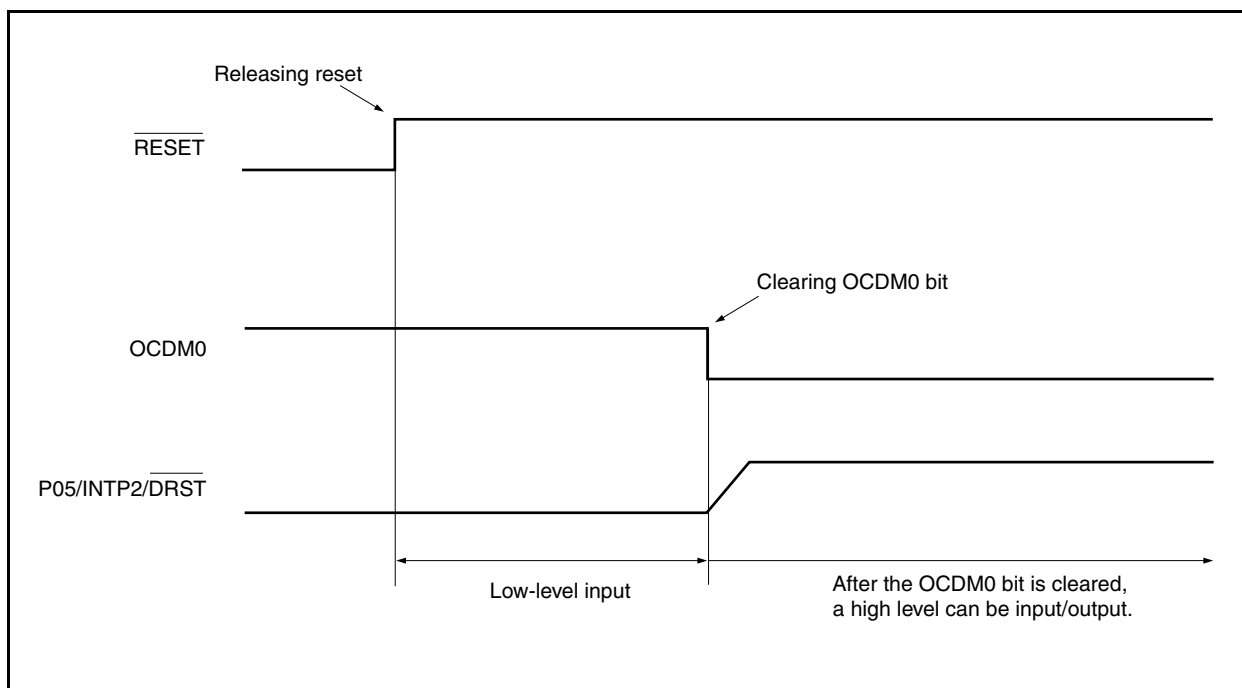 Releasing reset
RESET
Clearing OCDM0 bit
OCDM0
P05/INTP2/DRST
Low-level input
After the OCDM0 bit is cleared,
a high level can be input/output.